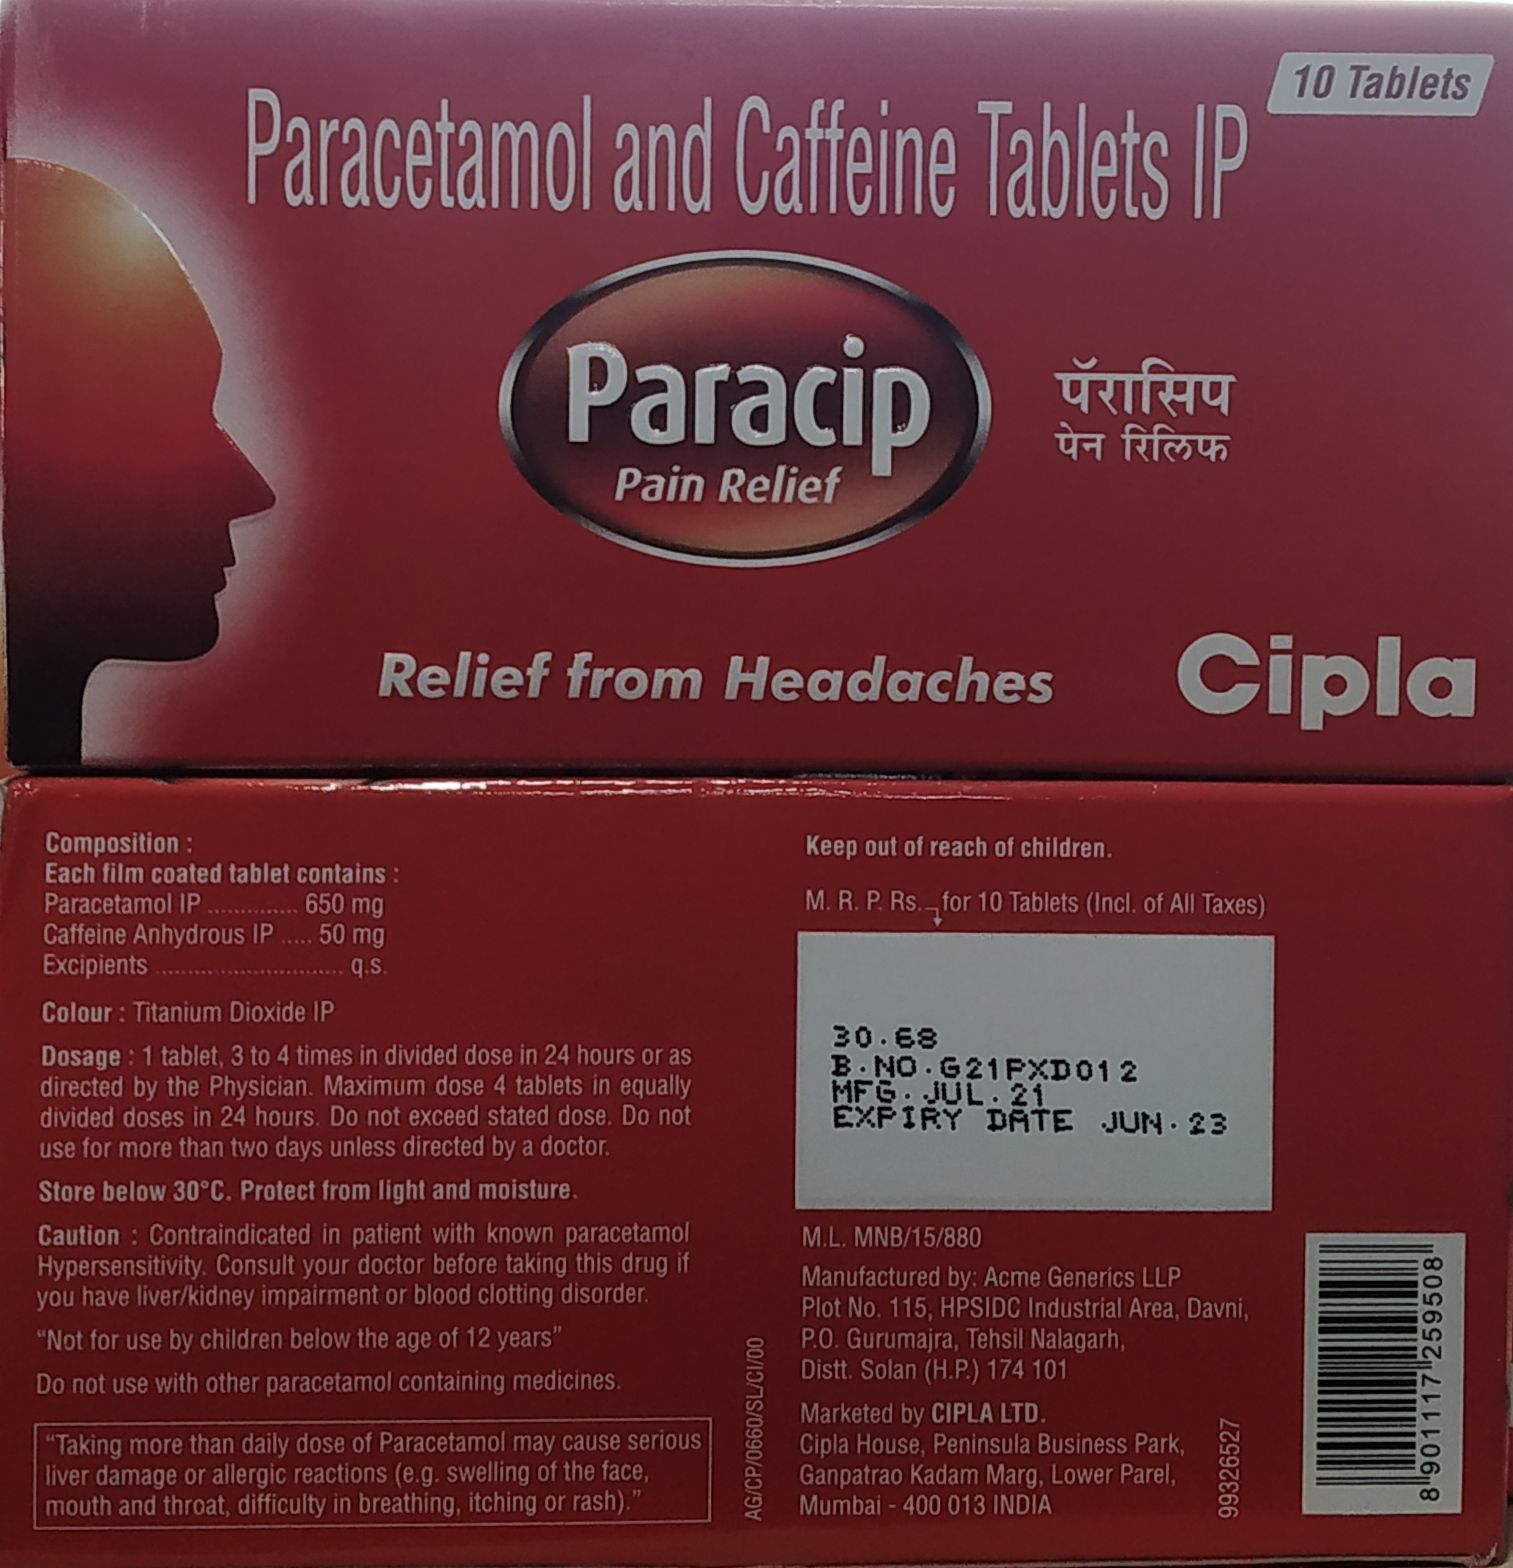 10 Tablets
Paracetamol and Caffeine Tablets IP
Paracip
Pain Relief
पॅरासिप
पेन रिलिफ
Relief from Headaches
Cipla
Composition :
Each film coated tablet contains :
Paracetamol IP .............. 650 mg
Caffeine Anhydrous IP ..... 50 mg
Excipients ............................. q.s.
Colour : Titanium Dioxide IP
Dosage : 1 tablet, 3 to 4 times in divided dose in 24 hours or as
directed by the Physician. Maximum dose 4 tablets in equally
divided doses in 24 hours. Do not exceed stated dose. Do not
use for more than two days unless directed by a doctor.
Store below 30°C. Protect from light and moisture.
Caution : Contraindicated in patient with known paracetamol
Hypersensitivity. Consult your doctor before taking this drug if
you have liver/kidney impairment or blood clotting disorder.
“Not for use by children below the age of 12 years”
Do not use with other paracetamol containing medicines.
“Taking more than daily dose of Paracetamol may cause serious
liver damage or allergic reactions (e.g. swelling of the face,
mouth and throat, difficulty in breathing, itching or rash).”
AG/CP/0660/SL/CI/00
Keep out of reach of children.
M. R. P. Rs. for 10 Tablets (Incl. of All Taxes)
30.68
B.NO.G21PXD012
MFG.JUL.21
EXPIRY DATE JUN.23
M.L. MNB/15/880
Manufactured by: Acme Generics LLP
Plot No. 115, HPSIDC Industrial Area, Davni,
P.O. Gurumajra, Tehsil Nalagarh,
Distt. Solan (H.P.) 174 101
Marketed by CIPLA LTD.
Cipla House, Peninsula Business Park,
Ganpatrao Kadam Marg, Lower Parel,
Mumbai - 400 013 INDIA
99326527
8 901117 259508